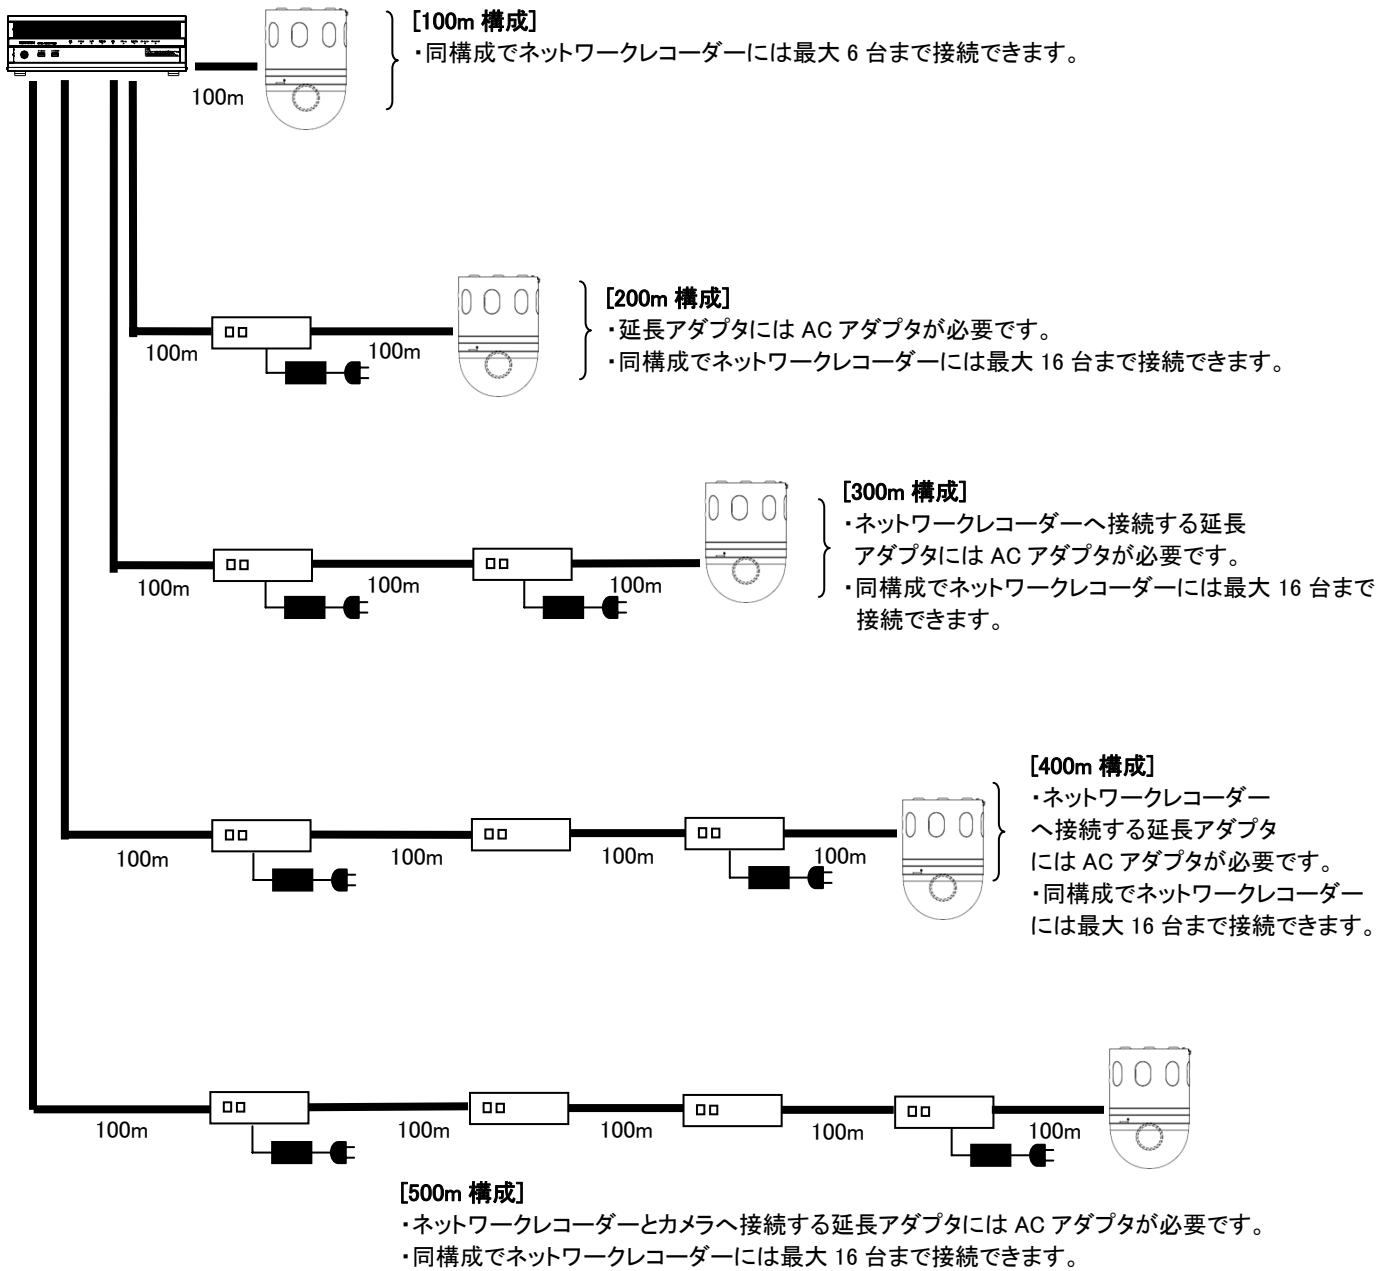 [100m 構成]
・同構成でネットワークレコーダーには最大 6 台まで接続できます。
100m
[200m 構成]
・延長アダプタには AC アダプタが必要です。
・同構成でネットワークレコーダーには最大 16 台まで接続できます。
100m 100m
[300m 構成]
・ネットワークレコーダーへ接続する延長
アダプタには AC アダプタが必要です。
・同構成でネットワークレコーダーには最大 16 台まで
接続できます。
100m 100m 100m
[400m 構成]
・ネットワークレコーダー
へ接続する延長アダプタ
には AC アダプタが必要です。
・同構成でネットワークレコーダー
には最大 16 台まで接続できます。
100m 100m 100m 100m
100m 100m 100m 100m 100m
[500m 構成]
・ネットワークレコーダーとカメラへ接続する延長アダプタには AC アダプタが必要です。
・同構成でネットワークレコーダーには最大 16 台まで接続できます。